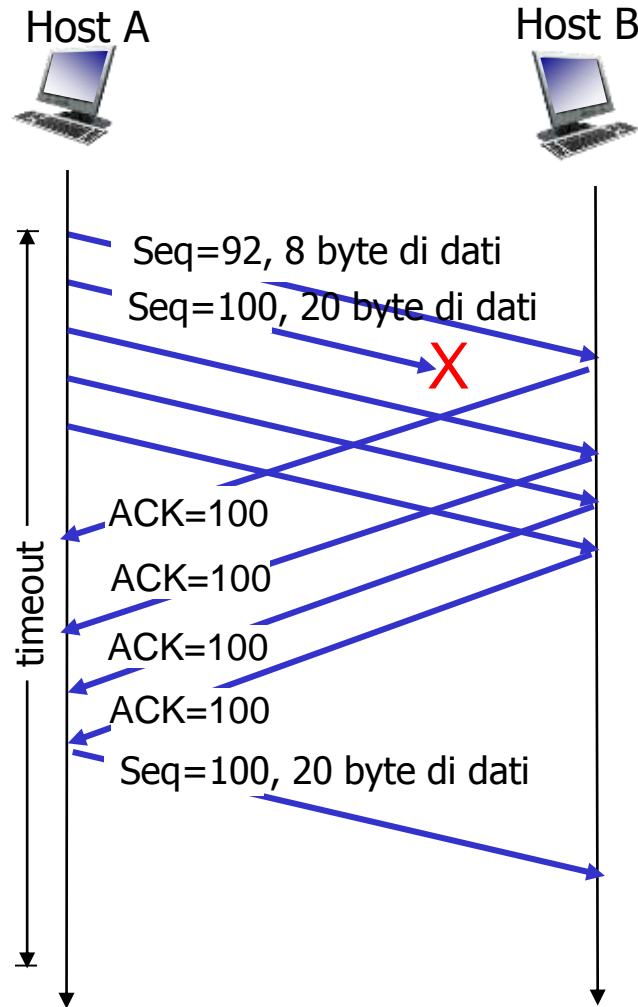 Host A
Host B
Seq=92, 8 byte di dati
Seq=100, 20 byte di dati
X
ACK=100
timeout
ACK=100
ACK=100
ACK=100
Seq=100, 20 byte di dati